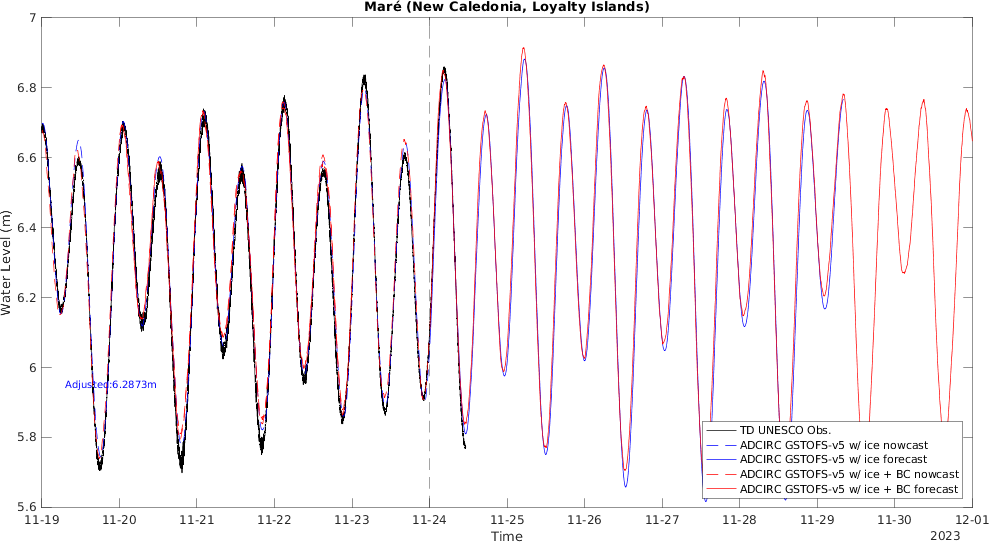 Maré (New Caledonia, Loyalty Islands)
7
6.8
6.6
6.4
6.2
6
5.8
5.6
Water Level (m)
Adjusted:6.2873m
TD UNESCO Obs.
ADCIRC GSTOFS-v5 w/ ice nowcast
ADCIRC GSTOFS-v5 w/ ice forecast
ADCIRC GSTOFS-v5 w/ ice + BC nowcast
ADCIRC GSTOFS-v5 w/ ice + BC forecast
11-19 11-20 11-21 11-22 11-23 11-24 11-25 11-26 11-27 11-28 11-29 11-30 12-01
Time
2023